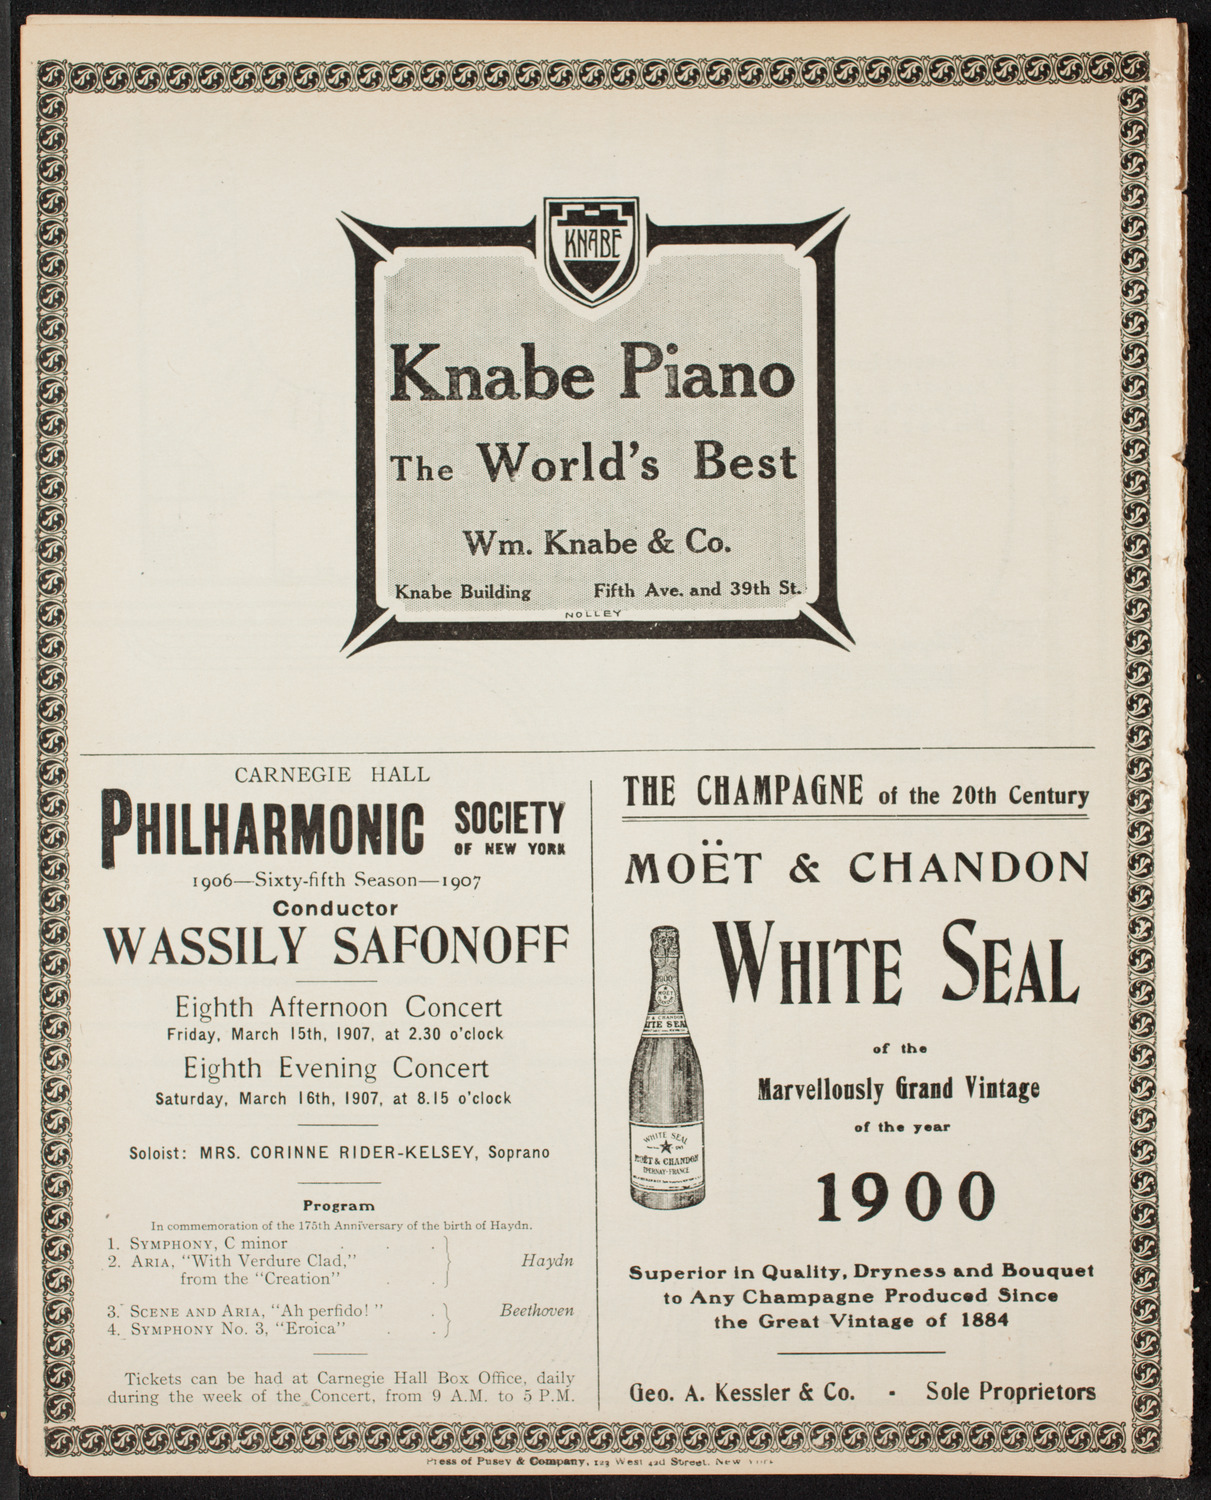 KNABE
Knabe Piano
The World's Best
Wm. Knabe & Co.
Knabe Building Fifth Ave. and 39th St.
NOLLEY
CARNEGIE HALL
PHILHARMONIC SOCIETY
OF NEW YORK
1906—Sixty-fifth Season—1907
Conductor
WASSILY SAFONOFF
Eighth Afternoon Concert
Friday, March 15th, 1907, at 2.30 o'clock
Eighth Evening Concert
Saturday, March 16th, 1907, at 8.15 o'clock
Soloist: MRS. CORINNE RIDER-KELSEY, Soprano
Program
In commemoration of the 175th Anniversary of the birth of Haydn.
1. SYMPHONY, C minor . . .
2. ARIA, "With Verdure Clad," Haydn
from the "Creation" . .
3. SCENE AND ARIA, "Ah perfido! " . Beethoven
4. SYMPHONY No. 3, "Eroica" . .
Tickets can be had at Carnegie Hall Box Office, daily
during the week of the Concert, from 9 A.M. to 5 P.M.
THE CHAMPAGNE of the 20th Century
MOËT & CHANDON
WHITE SEAL
of the
Marvellously Grand Vintage
of the year
1900
WHITE SEAL
MOËT & CHANDON
EPERNAY-FRANCE
Superior in Quality, Dryness and Bouquet
to Any Champagne Produced Since
the Great Vintage of 1884
Geo. A. Kessler & Co. - Sole Proprietors
Press of Pusey & Company, 123 West 42d Street. New York